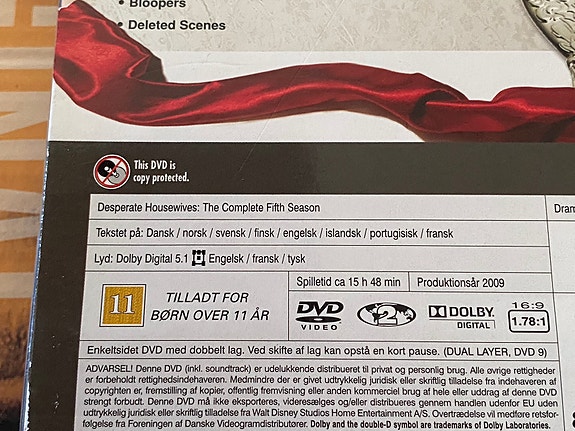 • Bloopers
• Deleted Scenes
This DVD is
copy protected.
Desperate Housewives: The Complete Fifth Season
Dram
Tekstet på: Dansk / norsk / svensk / finsk / engelsk / islandsk / portugisisk / fransk
Lyd: Dolby Digital 5.1 Engelsk / fransk / tysk
11
TILLADT FOR
BØRN OVER 11 ÅR
Spilletid ca 15 h 48 min
Produktionsår 2009
DVD
VIDEO
2
DOLBY
DIGITAL
16:9
1.78:1
Enkeltsidet DVD med dobbelt lag. Ved skifte af lag kan opstå en kort pause. (DUAL LAYER, DVD 9)
ADVARSEL! Denne DVD (inkl. soundtrack) er udelukkende distribueret til privat og personlig brug. Alle øvrige rettigheder
er forbeholdt rettighedsindehaveren. Medmindre der er givet udtrykkelig juridisk eller skriftlig tilladelse fra indehaveren af
copyrighten er, fremstilling af kopier, offentlig fremvisning eller anden kommerciel brug af hele eller uddrag af denne DVD
strengt forbudt. Denne DVD må ikke eksporteres, videresælges og/eller distribueres gennem handlen udenfor EU uden
udtrykkelig juridisk eller skriftlig tilladelse fra Walt Disney Studios Home Entertainment A/S. Overtrædelse vil medføre retsfor-
følgelse fra Foreningen af Danske Videogramdistributører. Dolby and the double-D symbol are trademarks of Dolby Laboratories.